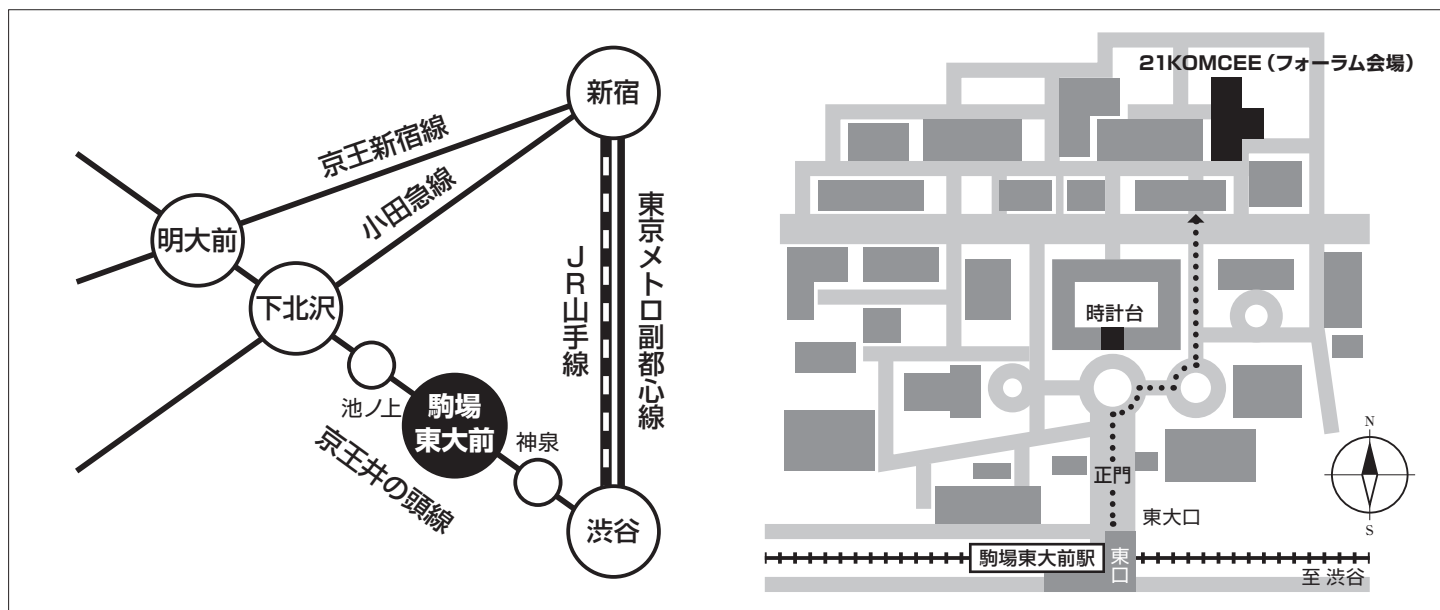 新宿
京王新宿線
小田急線
明大前
下北沢
JR山手線
東京メトロ副都心線
池ノ上
駒場
東大前
神泉
京王井の頭線
渋谷
21KOMCEE（フォーラム会場）
時計台
正門
東大口
駒場東大前駅
東口
至 渋谷
N
S